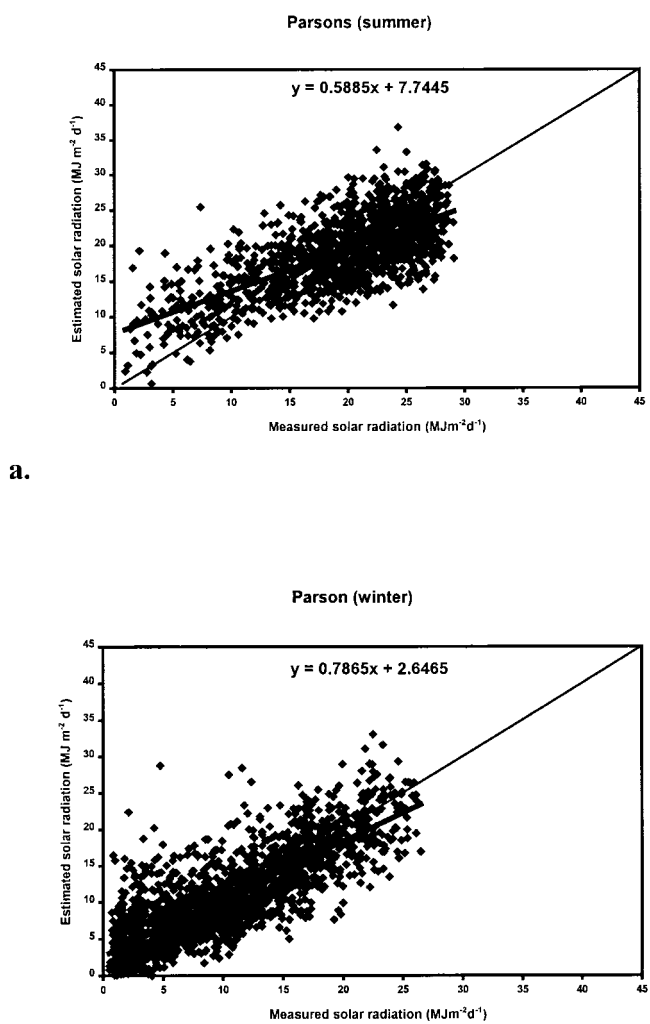 Parsons (summer)
y = 0.5885x + 7.7445
Estimated solar radiation (MJ m⁻² d⁻¹)
45
40
35
30
25
20
15
10
5
0
0 5 10 15 20 25 30 35 40 45
Measured solar radiation (MJm⁻²d⁻¹)
a.
Parson (winter)
y = 0.7865x + 2.6465
Estimated solar radiation (MJ m⁻² d⁻¹)
45
40
35
30
25
20
15
10
5
0
0 5 10 15 20 25 30 35 40 45
Measured solar radiation (MJm⁻²d⁻¹)